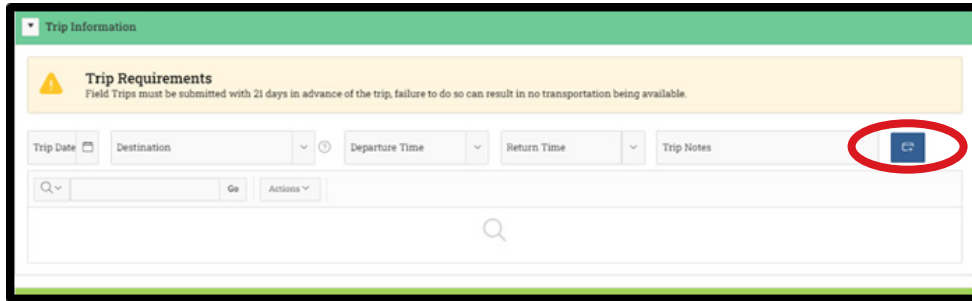 Trip Information
Trip Requirements
Field Trips must be submitted with 21 days in advance of the trip, failure to do so can result in no transportation being available.
Trip Date Destination Departure Time Return Time Trip Notes
Go Actions